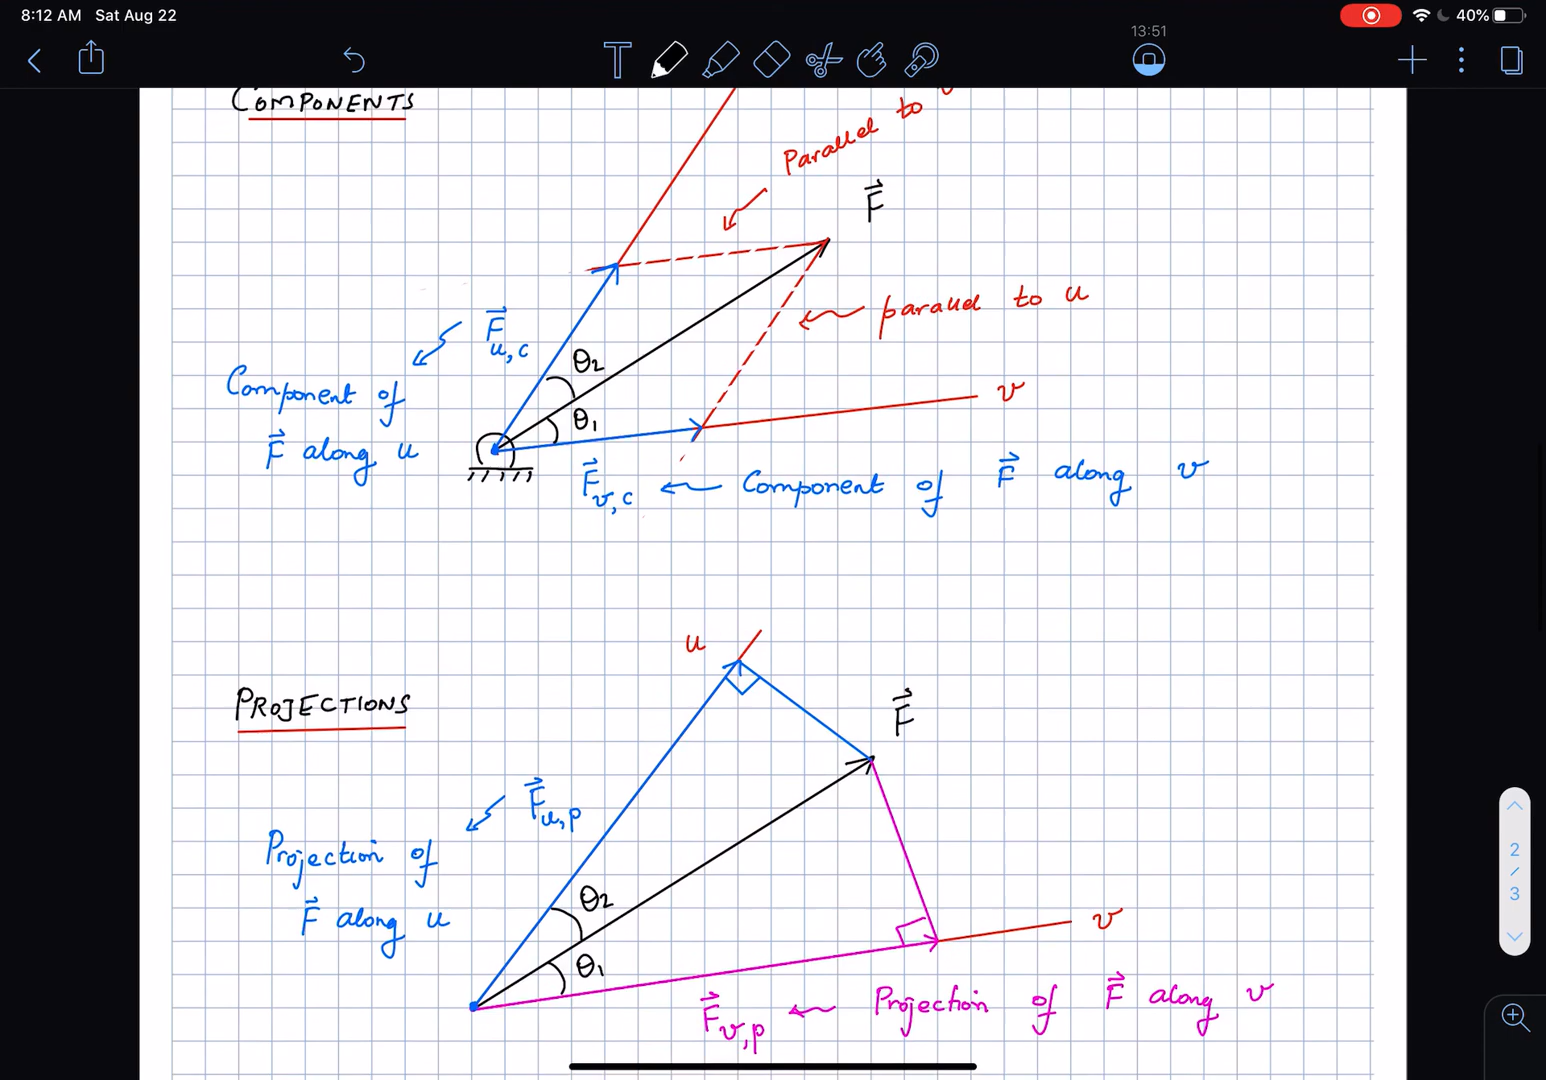 8:12 AM Sat Aug 22
40%
13:51
COMPONENTS
Parallel to
F⃗
parallel to u
F⃗u,c
θ2
Component of
F⃗ along u
θ1
v
F⃗v,c ← Component of F⃗ along v
u
PROJECTIONS
F⃗
F⃗u,p
Projection of
F⃗ along u
θ2
θ1
v
F⃗v,p ← Projection of F⃗ along v
2
/
3